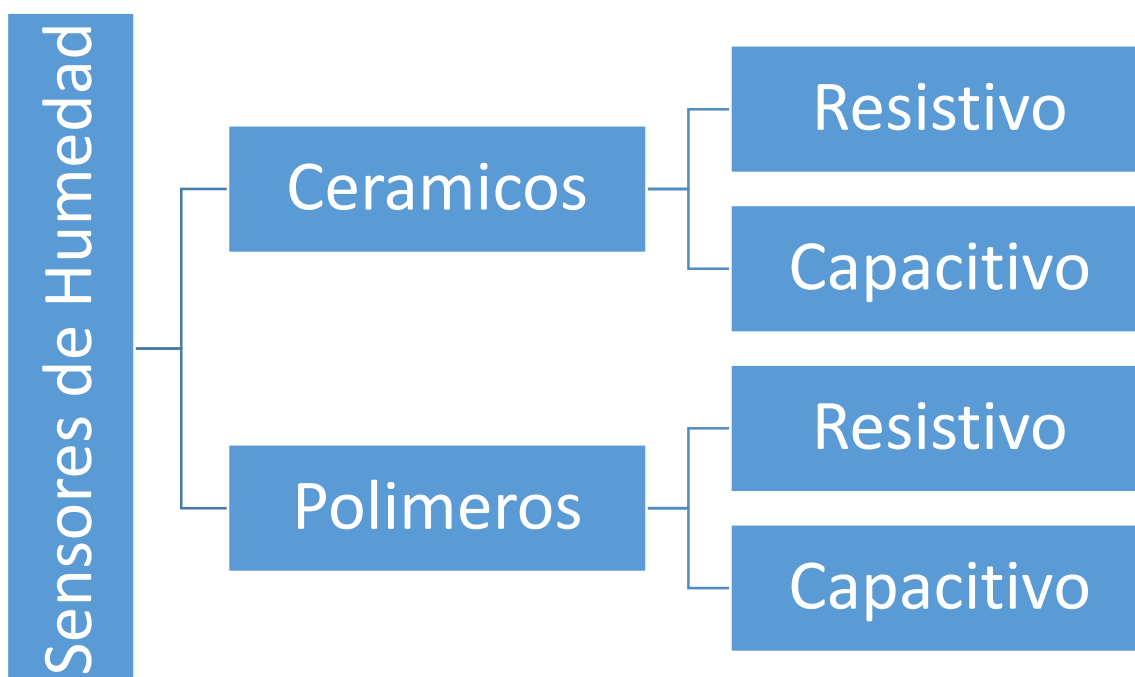 Sensores de Humedad
Ceramicos
Resistivo
Capacitivo
Polimeros
Resistivo
Capacitivo